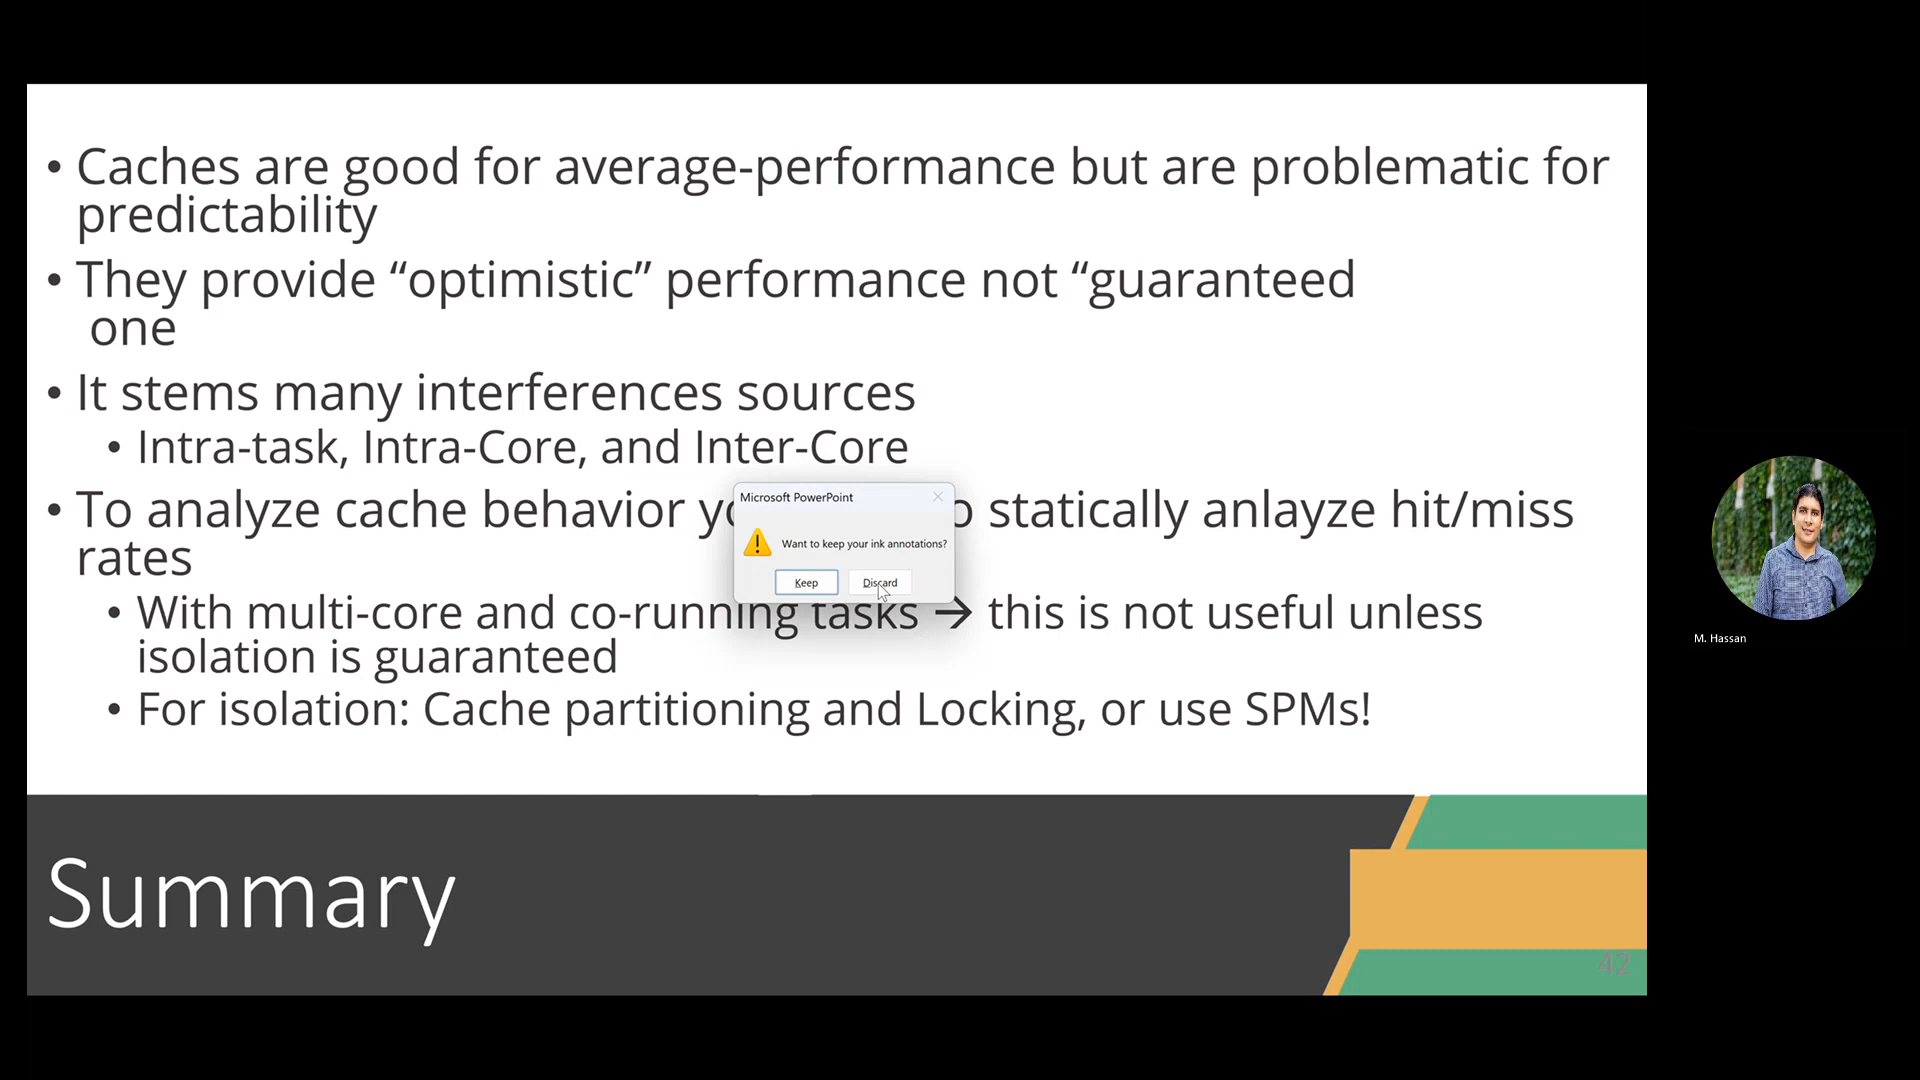 • Caches are good for average-performance but are problematic for
predictability
• They provide “optimistic” performance not “guaranteed
one
• It stems many interferences sources
• Intra-task, Intra-Core, and Inter-Core
• To analyze cache behavior statically anlayze hit/miss
rates
Microsoft PowerPoint
Want to keep your ink annotations?
Keep Discard
• With multi-core and co-running tasks → this is not useful unless
isolation is guaranteed
• For isolation: Cache partitioning and Locking, or use SPMs!
Summary
42
M. Hassan